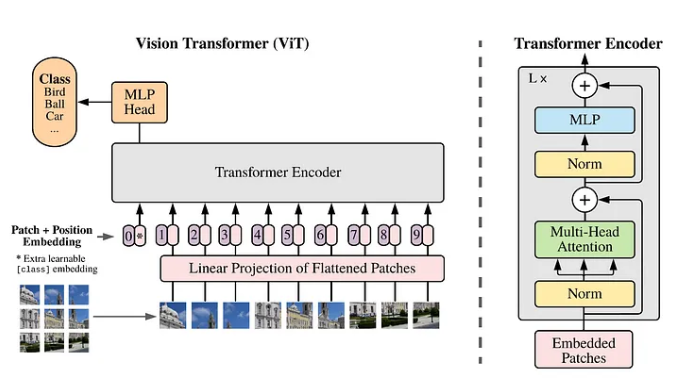 Vision Transformer (ViT)
Class
Bird
Ball
Car
...
MLP
Head
Transformer Encoder
Patch + Position
Embedding
0 * 1 2 3 4 5 6 7 8 9
* Extra learnable
[class] embedding
Linear Projection of Flattened Patches
Transformer Encoder
L x
+
MLP
Norm
+
Multi-Head
Attention
Norm
Embedded
Patches